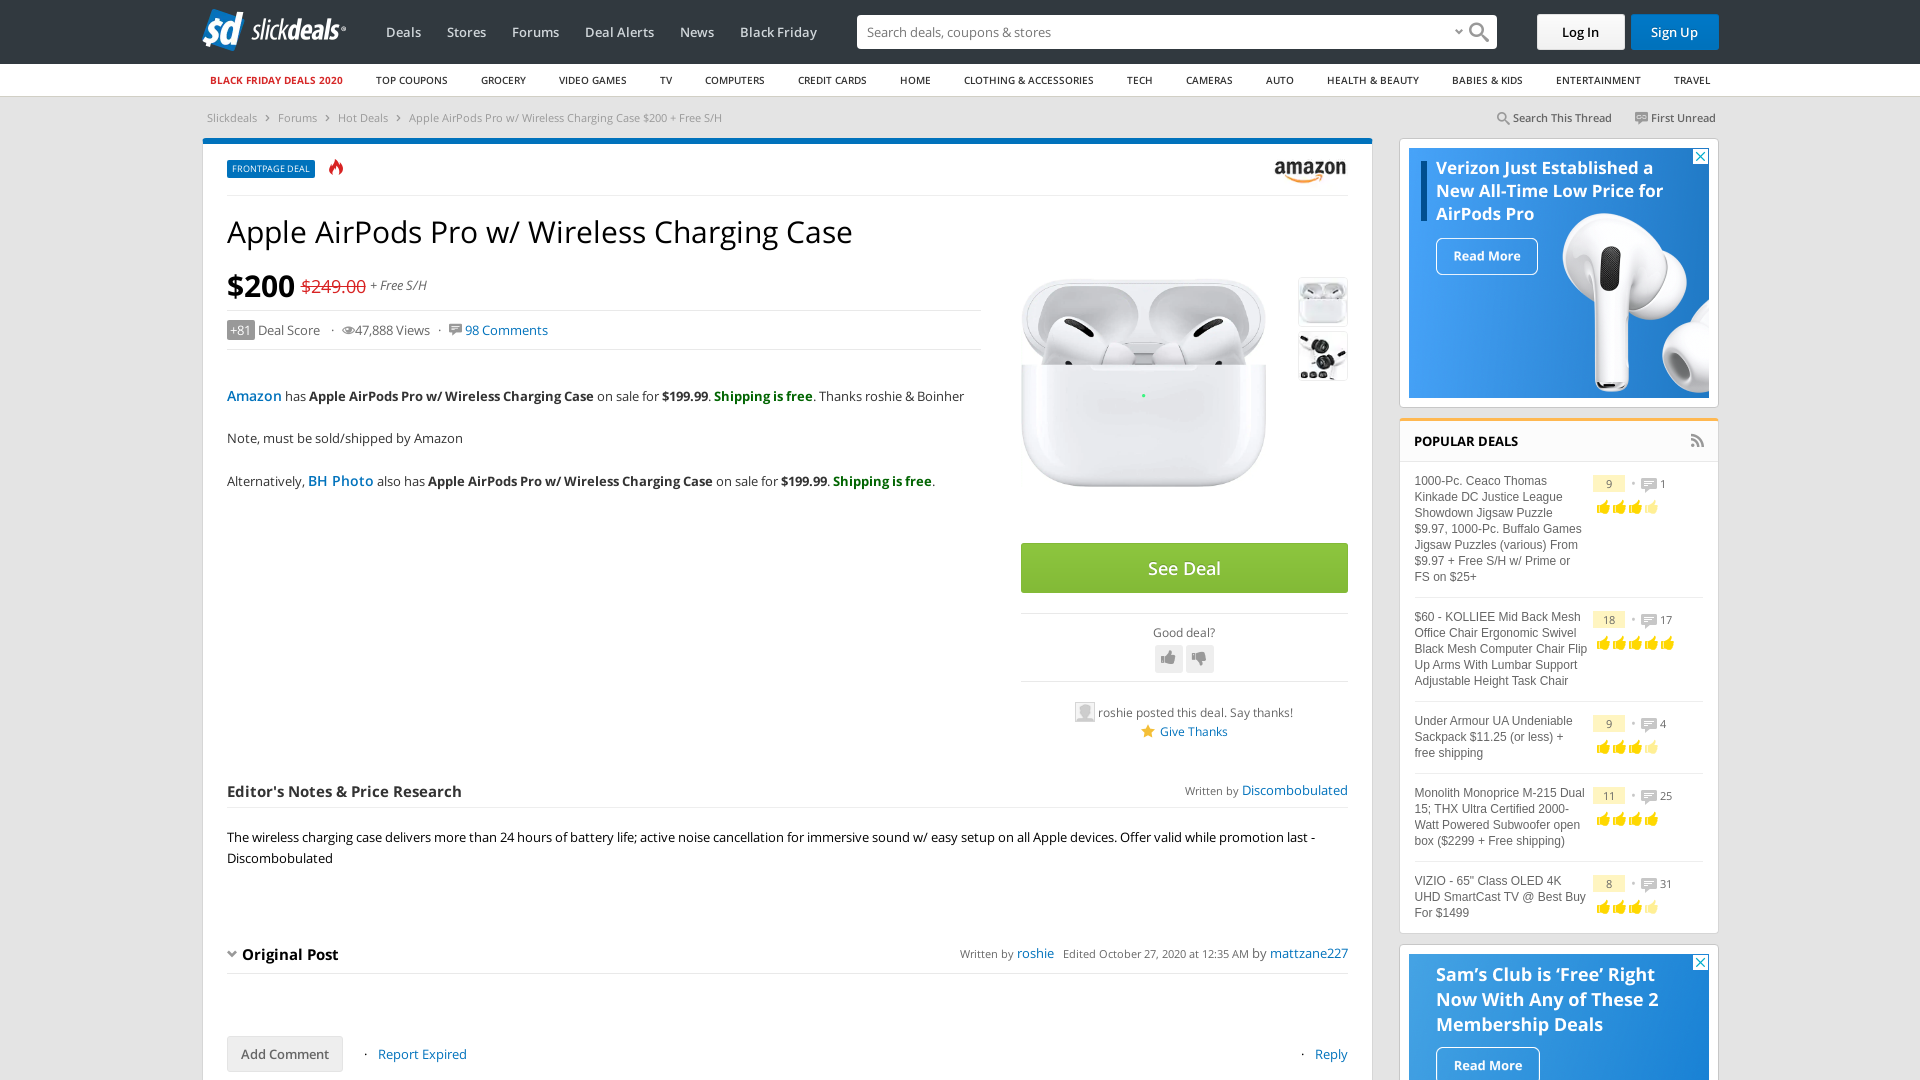 slickdeals
Deals Stores Forums Deal Alerts News Black Friday
Search deals, coupons & stores
Log In Sign Up
BLACK FRIDAY DEALS 2020 TOP COUPONS GROCERY VIDEO GAMES TV COMPUTERS CREDIT CARDS HOME CLOTHING & ACCESSORIES TECH CAMERAS AUTO HEALTH & BEAUTY BABIES & KIDS ENTERTAINMENT TRAVEL
Slickdeals > Forums > Hot Deals > Apple AirPods Pro w/ Wireless Charging Case $200 + Free S/H
Search This Thread First Unread
FRONTPAGE DEAL
amazon
Apple AirPods Pro w/ Wireless Charging Case
$200 $249.00 + Free S/H
+81 Deal Score · 47,888 Views · 98 Comments
Amazon has Apple AirPods Pro w/ Wireless Charging Case on sale for $199.99. Shipping is free. Thanks roshie & Boinher
Note, must be sold/shipped by Amazon
Alternatively, BH Photo also has Apple AirPods Pro w/ Wireless Charging Case on sale for $199.99. Shipping is free.
See Deal
Good deal?
roshie posted this deal. Say thanks!
Give Thanks
Editor's Notes & Price Research
Written by Discombobulated
The wireless charging case delivers more than 24 hours of battery life; active noise cancellation for immersive sound w/ easy setup on all Apple devices. Offer valid while promotion last -
Discombobulated
Original Post
Written by roshie Edited October 27, 2020 at 12:35 AM by mattzane227
Add Comment · Report Expired
· Reply
Verizon Just Established a
New All-Time Low Price for
AirPods Pro
Read More
POPULAR DEALS
1000-Pc. Ceaco Thomas
Kinkade DC Justice League
Showdown Jigsaw Puzzle
$9.97, 1000-Pc. Buffalo Games
Jigsaw Puzzles (various) From
$9.97 + Free S/H w/ Prime or
FS on $25+
9 • 1
$60 - KOLLIEE Mid Back Mesh
Office Chair Ergonomic Swivel
Black Mesh Computer Chair Flip
Up Arms With Lumbar Support
Adjustable Height Task Chair
18 • 17
Under Armour UA Undeniable
Sackpack $11.25 (or less) +
free shipping
9 • 4
Monolith Monoprice M-215 Dual
15; THX Ultra Certified 2000-
Watt Powered Subwoofer open
box ($2299 + Free shipping)
11 • 25
VIZIO - 65" Class OLED 4K
UHD SmartCast TV @ Best Buy
For $1499
8 • 31
Sam's Club is 'Free' Right
Now With Any of These 2
Membership Deals
Read More